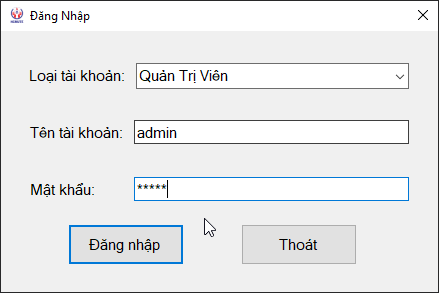 Đăng Nhập
Loại tài khoản: Quản Trị Viên
Tên tài khoản: admin
Mật khẩu: *****
Đăng nhập Thoát